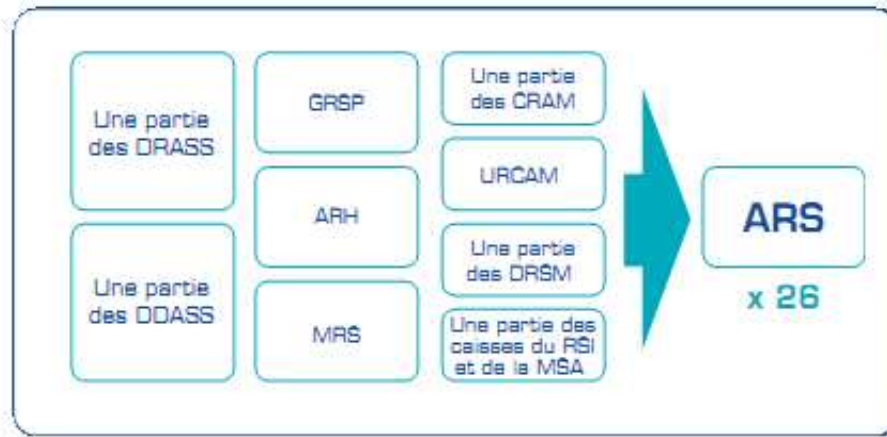 Une partie
des DRASS
Une partie
des DDASS
GRSP
ARH
MRS
Une partie
des CRAM
URCAM
Une partie
des DRSM
Une partie des
caisses du RSI
et de la MSA
ARS
x 26